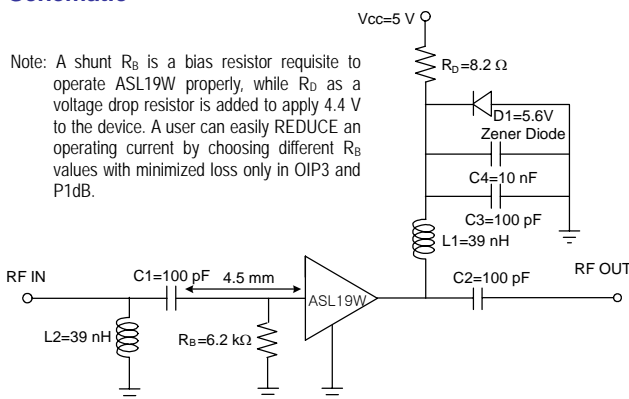 Vcc=5 V
Note: A shunt RB is a bias resistor requisite to
operate ASL19W properly, while RD as a
voltage drop resistor is added to apply 4.4 V
to the device. A user can easily REDUCE an
operating current by choosing different RB
values with minimized loss only in OIP3 and
P1dB.
RD=8.2 Ω
D1=5.6V
Zener Diode
C4=10 nF
C3=100 pF
L1=39 nH
RF IN
C1=100 pF
4.5 mm
ASL19W
C2=100 pF
RF OUT
L2=39 nH
RB=6.2 kΩ